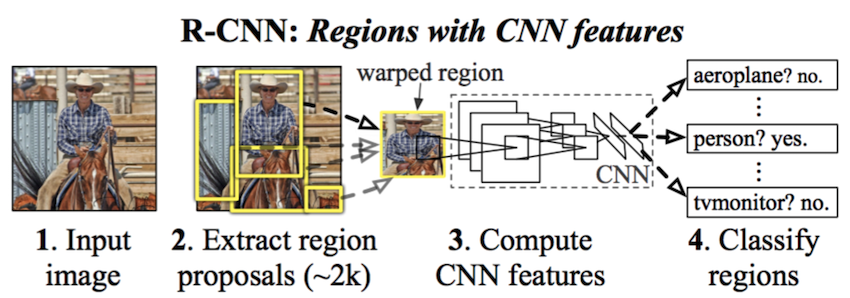 R-CNN: Regions with CNN features
warped region
aeroplane? no.
person? yes.
CNN
tvmonitor? no.
1. Input
image
2. Extract region
proposals (~2k)
3. Compute
CNN features
4. Classify
regions